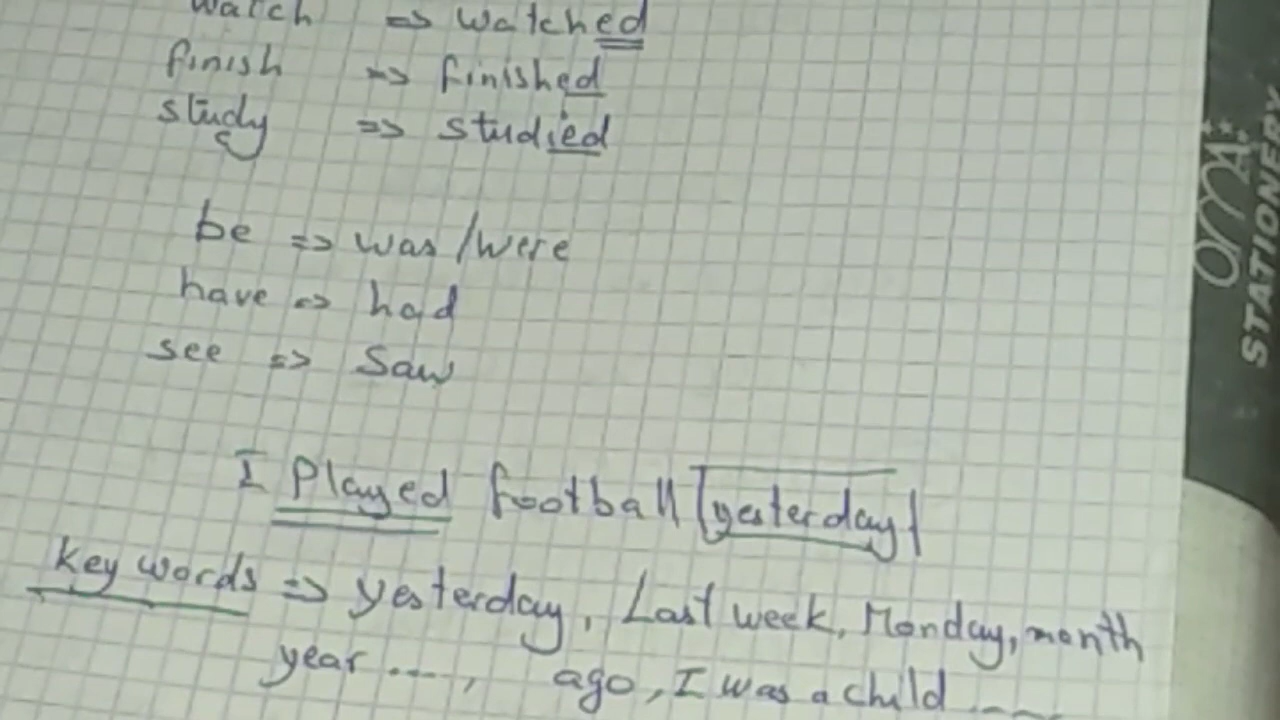 watch => watched
finish => finished
study => studied
be => was/were
have => had
see => saw
I Played football yesterday
key words => yesterday, Last week, Monday, month
year ...., ago, I was a child ....
OMA
STATIONERY